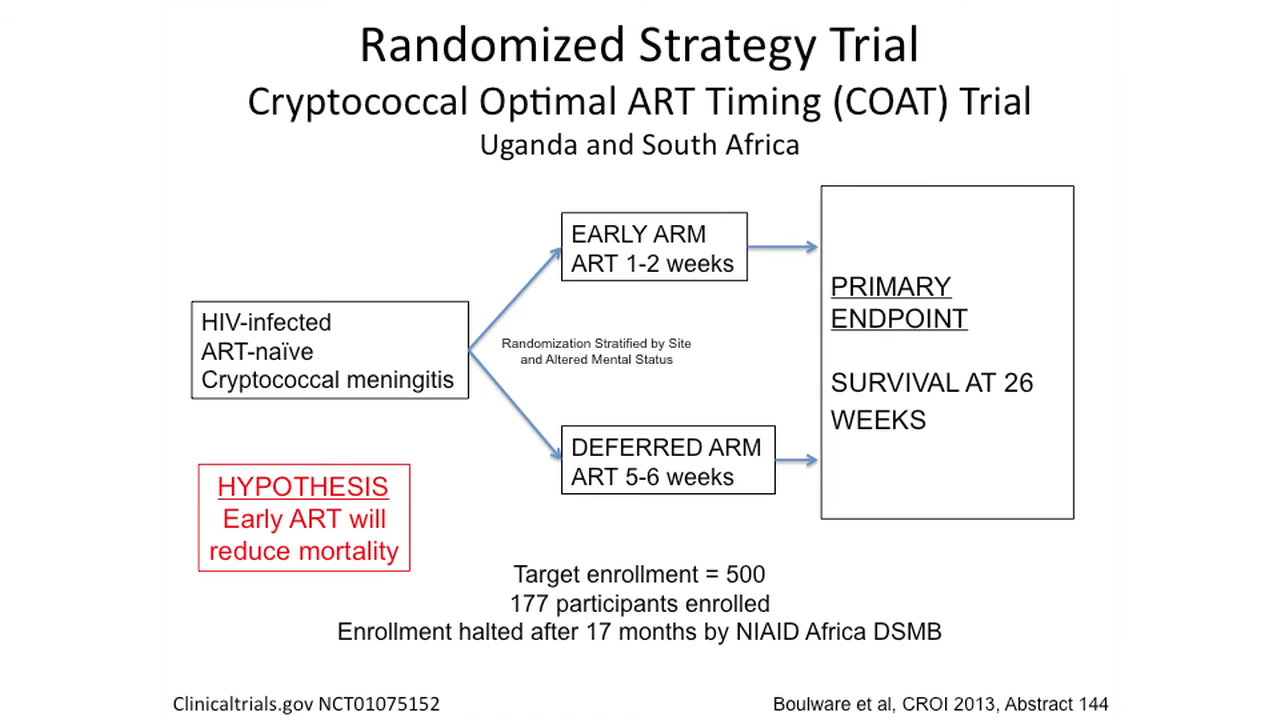 Randomized Strategy Trial
Cryptococcal Optimal ART Timing (COAT) Trial
Uganda and South Africa
EARLY ARM
ART 1-2 weeks
HIV-infected
ART-naïve
Cryptococcal meningitis
Randomization Stratified by Site
and Altered Mental Status
DEFERRED ARM
ART 5-6 weeks
PRIMARY
ENDPOINT
SURVIVAL AT 26
WEEKS
HYPOTHESIS
Early ART will
reduce mortality
Target enrollment = 500
177 participants enrolled
Enrollment halted after 17 months by NIAID Africa DSMB
Clinicaltrials.gov NCT01075152
Boulware et al, CROI 2013, Abstract 144